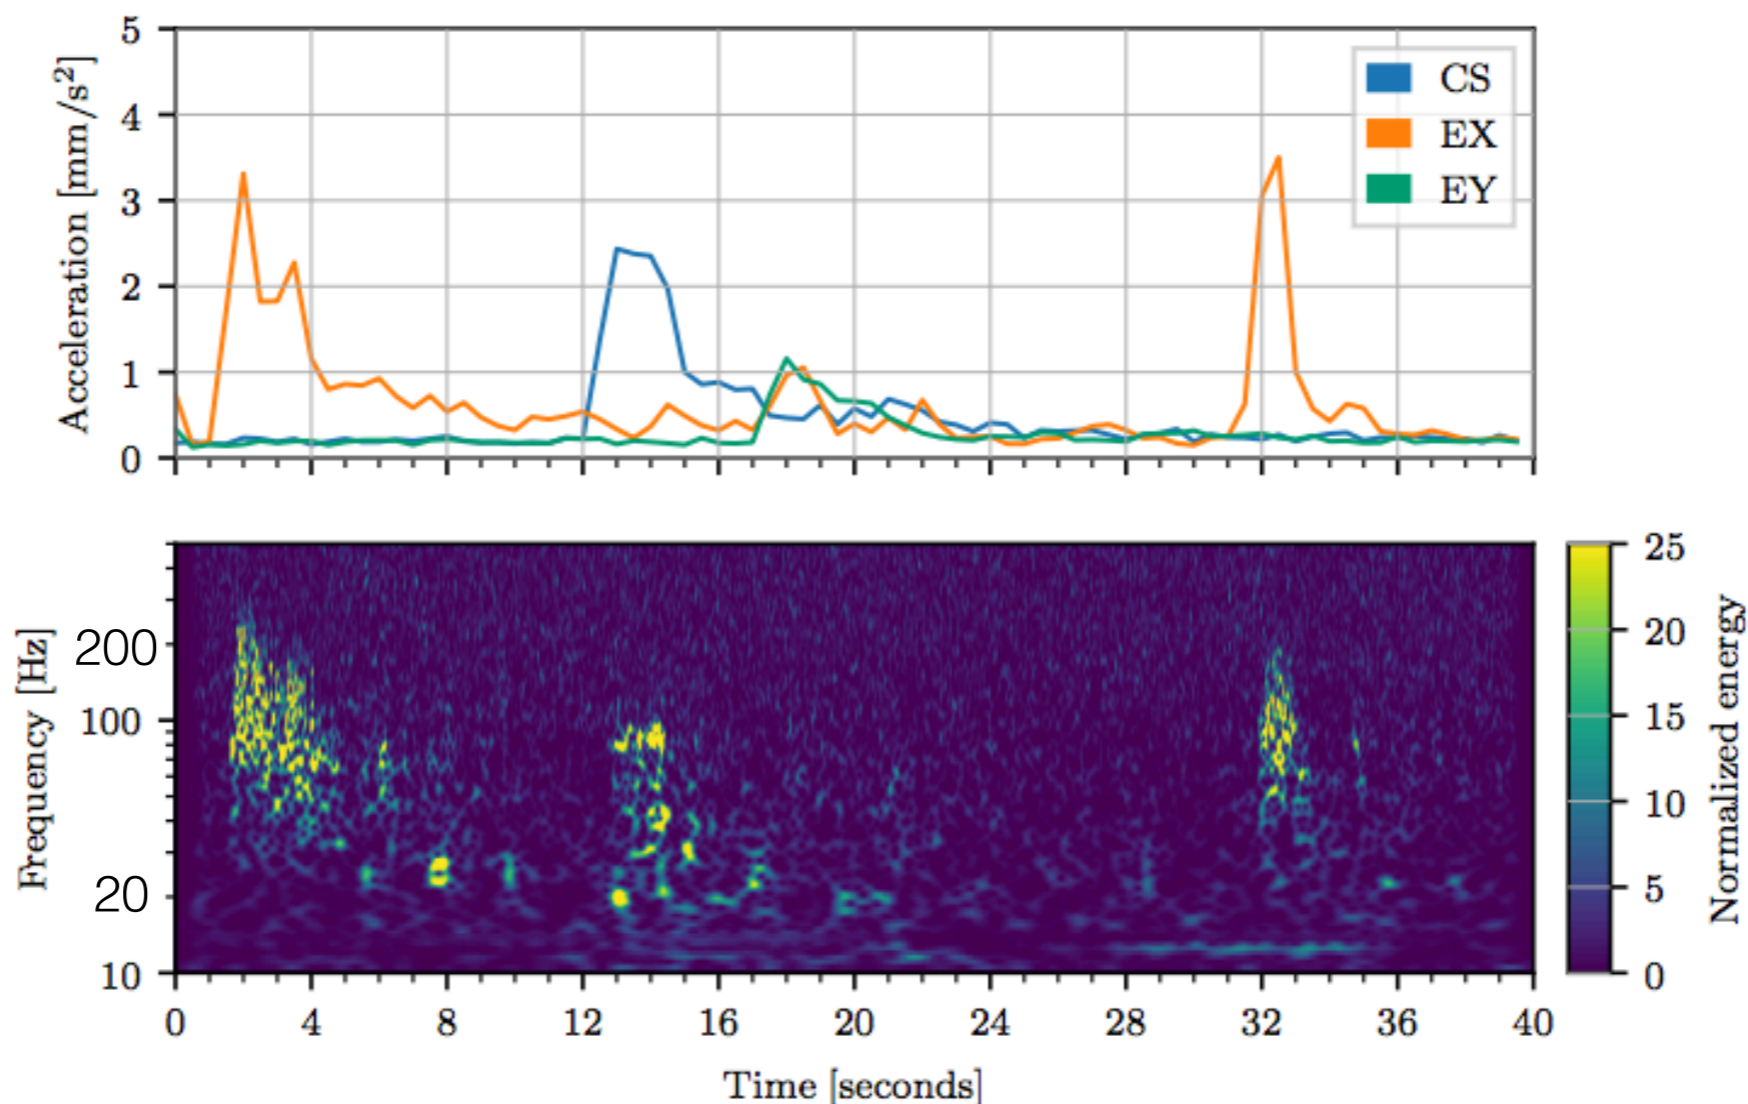 5
4
3
2
1
0
Acceleration [mm/s²]
CS
EX
EY
200
100
20
10
Frequency [Hz]
0 4 8 12 16 20 24 28 32 36 40
Time [seconds]
25
20
15
10
5
0
Normalized energy